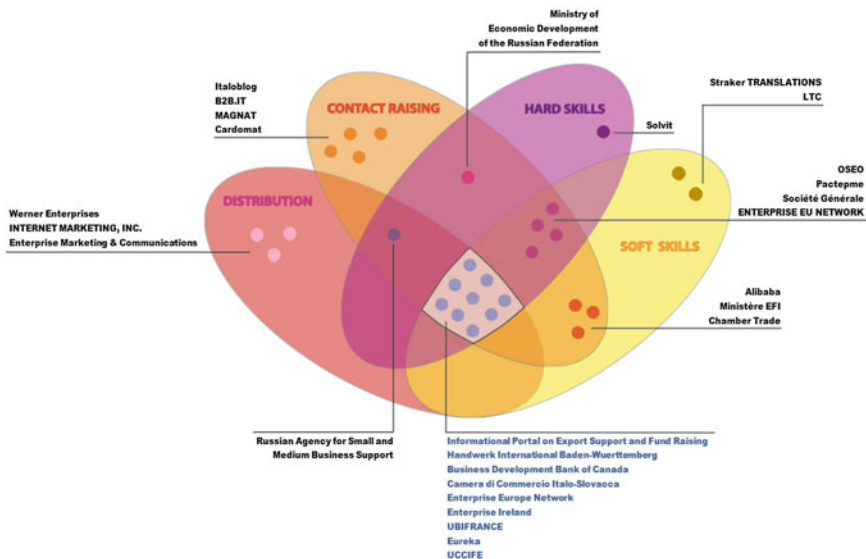 Ministry of
Economic Development
of the Russian Federation
Italoblog
B2B.IT
MAGNAT
Cardomat
Straker TRANSLATIONS
LTC
CONTACT RAISING
HARD SKILLS
Solvit
OSEO
Pactepme
Société Générale
ENTERPRISE EU NETWORK
DISTRIBUTION
Werner Enterprises
INTERNET MARKETING, INC.
Enterprise Marketing & Communications
SOFT SKILLS
Alibaba
Ministère EFI
Chamber Trade
Russian Agency for Small and
Medium Business Support
Informational Portal on Export Support and Fund Raising
Handwerk International Baden-Wuerttemberg
Business Development Bank of Canada
Camera di Commercio Italo-Slovacca
Enterprise Europe Network
Enterprise Ireland
UBIFRANCE
Eureka
UCCIFE